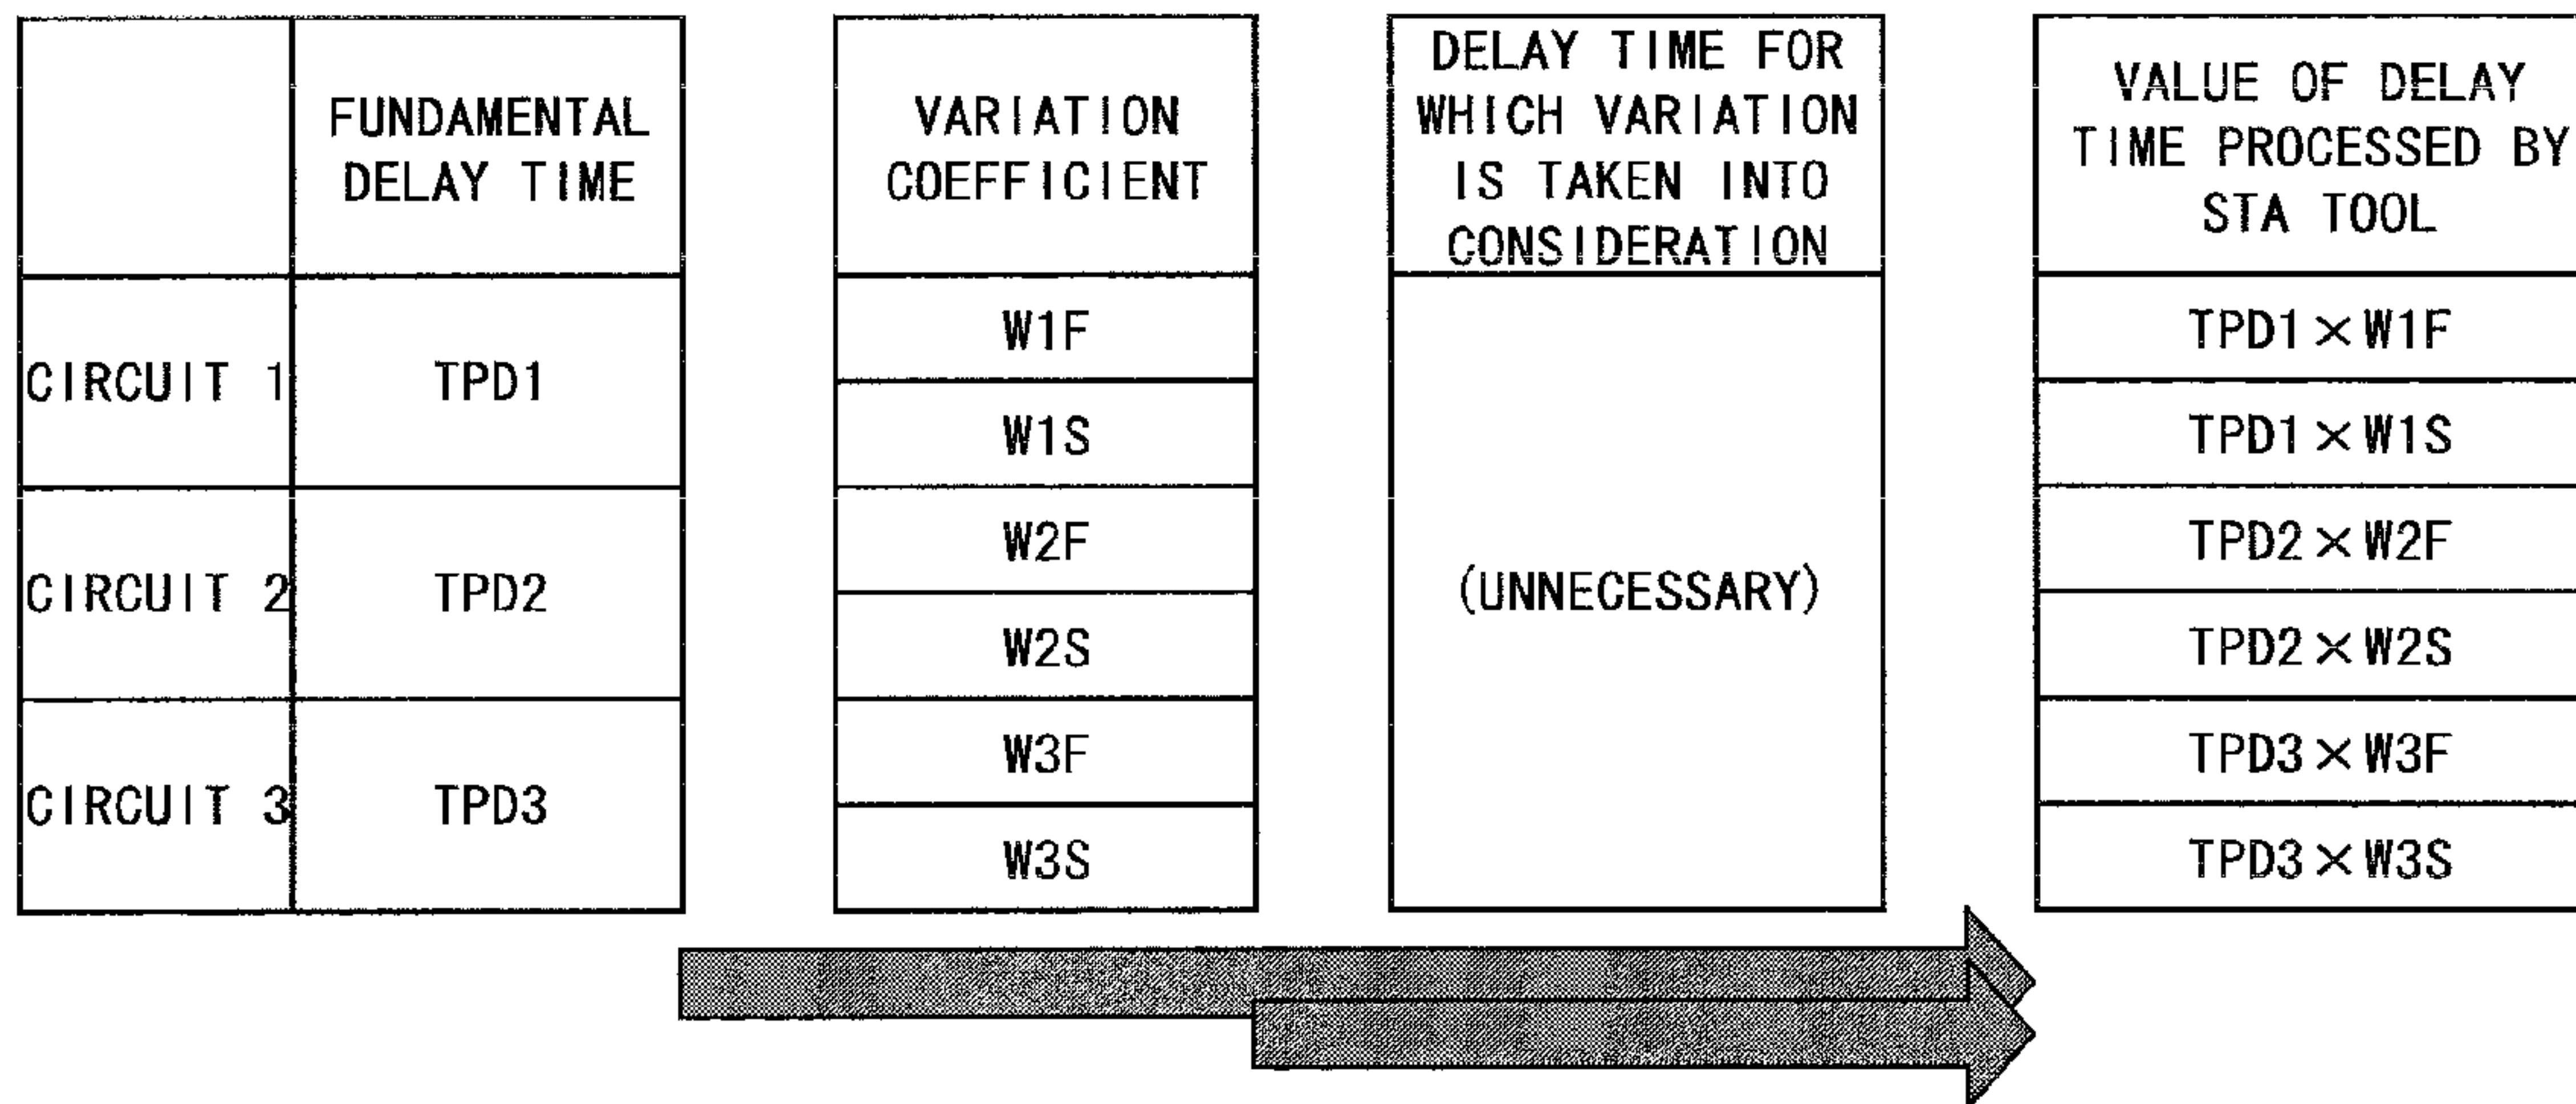 FUNDAMENTAL
DELAY TIME
CIRCUIT 1
TPD1
CIRCUIT 2
TPD2
CIRCUIT 3
TPD3
VARIATION
COEFFICIENT
W1F
W1S
W2F
W2S
W3F
W3S
DELAY TIME FOR
WHICH VARIATION
IS TAKEN INTO
CONSIDERATION
(UNNECESSARY)
VALUE OF DELAY
TIME PROCESSED BY
STA TOOL
TPD1×W1F
TPD1×W1S
TPD2×W2F
TPD2×W2S
TPD3×W3F
TPD3×W3S